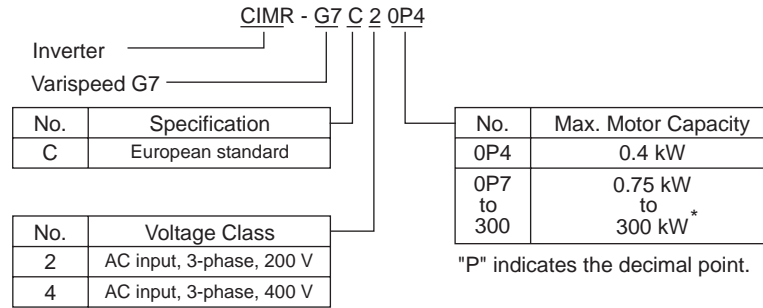 CIMR - G7 C 2 0P4
Inverter
Varispeed G7
No. Specification
C European standard
No. Voltage Class
2 AC input, 3-phase, 200 V
4 AC input, 3-phase, 400 V
No. Max. Motor Capacity
0P4 0.4 kW
0P7 0.75 kW
to to
300 300 kW *
"P" indicates the decimal point.